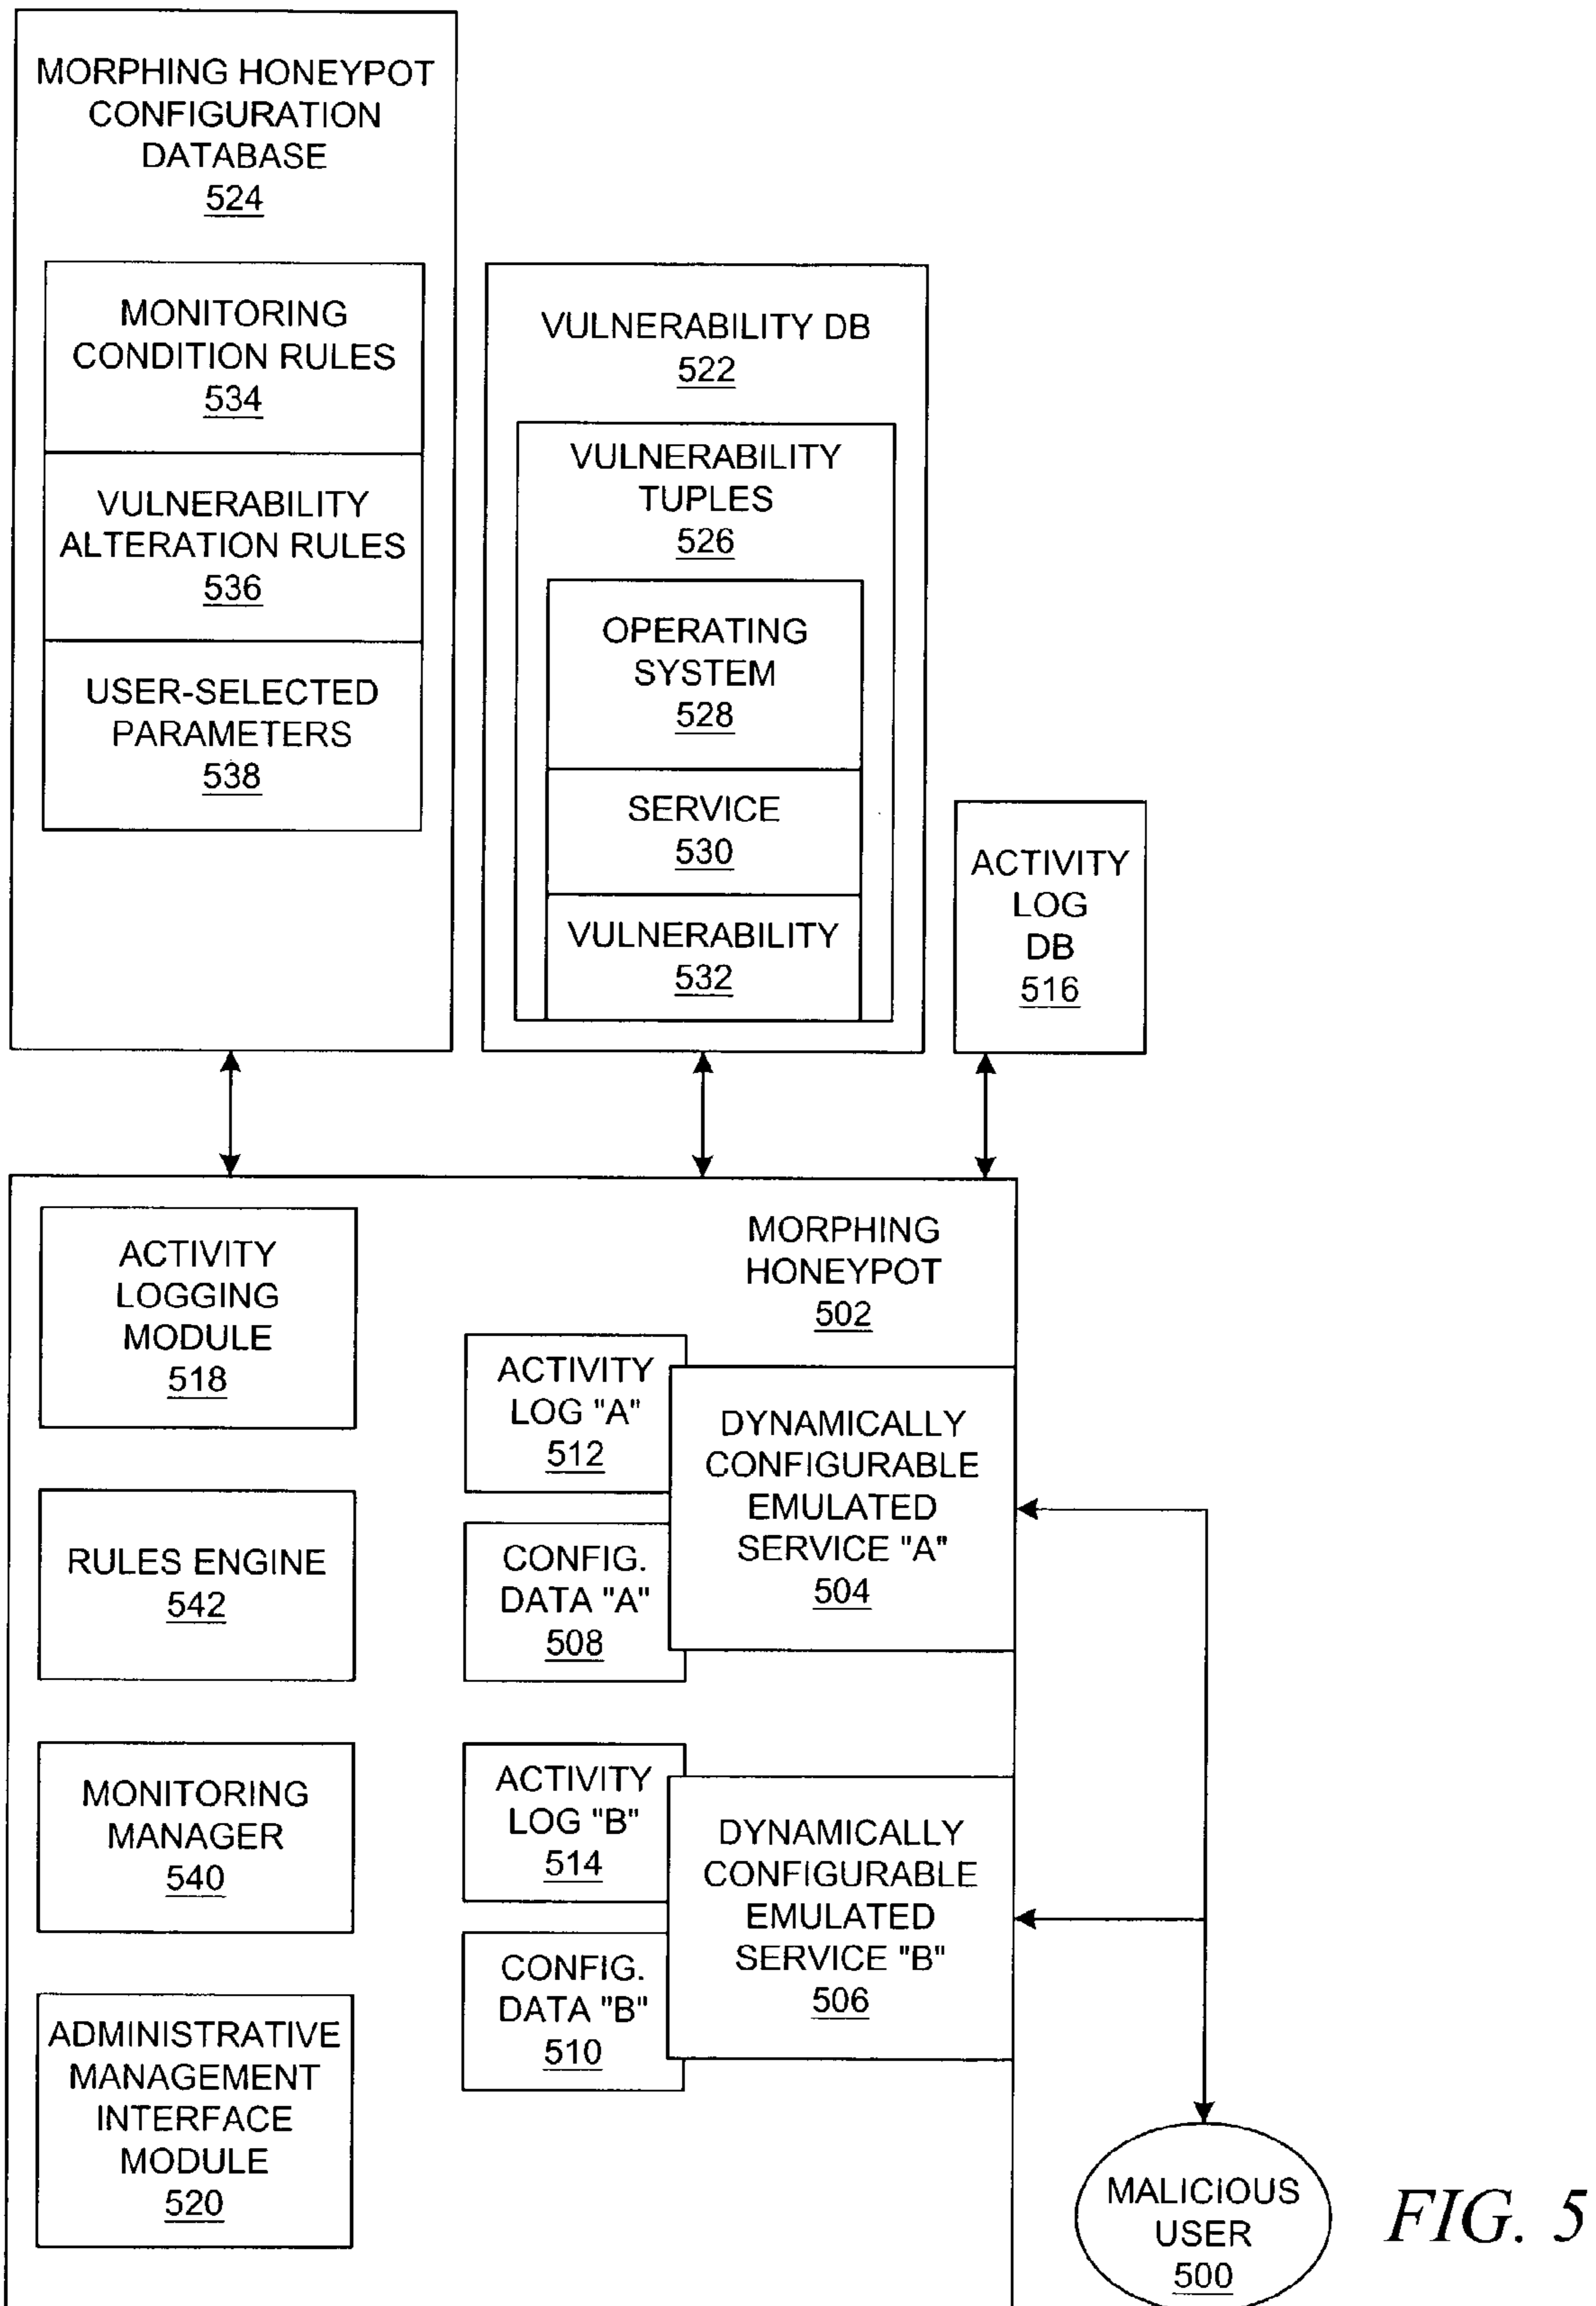 MORPHING HONEYPOT
CONFIGURATION
DATABASE
524
MONITORING
CONDITION RULES
534
VULNERABILITY
ALTERATION RULES
536
USER-SELECTED
PARAMETERS
538
VULNERABILITY DB
522
VULNERABILITY
TUPLES
526
OPERATING
SYSTEM
528
SERVICE
530
VULNERABILITY
532
ACTIVITY
LOG
DB
516
MORPHING
HONEYPOT
502
ACTIVITY
LOGGING
MODULE
518
RULES ENGINE
542
MONITORING
MANAGER
540
ADMINISTRATIVE
MANAGEMENT
INTERFACE
MODULE
520
ACTIVITY
LOG "A"
512
CONFIG.
DATA "A"
508
DYNAMICALLY
CONFIGURABLE
EMULATED
SERVICE "A"
504
ACTIVITY
LOG "B"
514
CONFIG.
DATA "B"
510
DYNAMICALLY
CONFIGURABLE
EMULATED
SERVICE "B"
506
MALICIOUS
USER
500
FIG. 5